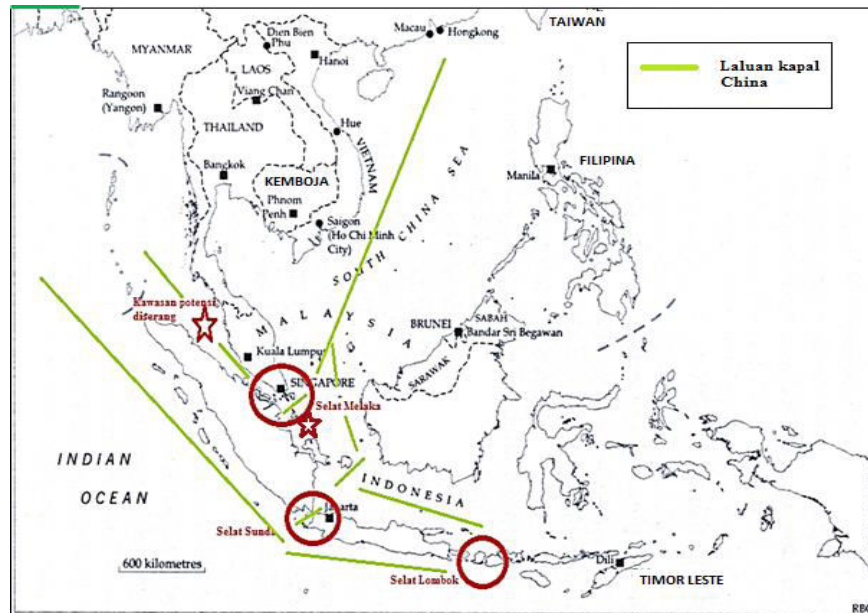 TAIWAN
Macau
Hongkong
Dien Bien
Phu
MYANMAR
Hanoi
LAOS
Laluan kapal
China
Viang Chan
Rangoon
(Yangon)
Hue
THAILAND
VIETNAM
Bangkok
FILIPINA
Manila
KEMBOJA
Phnom
Penh
Saigon
(Ho Chi Minh
City)
SOUTH CHINA SEA
Kawasan potensi
diserang
MALAYSIA
BRUNEI
SABAH
Bandar Sri Begawan
Kuala Lumpur
SARAWAK
SINGAPORE
Selat Melaka
INDIAN
OCEAN
INDONESIA
Jakarta
Selat Sunda
600 kilometres
Selat Lombok
Dili
TIMOR LESTE